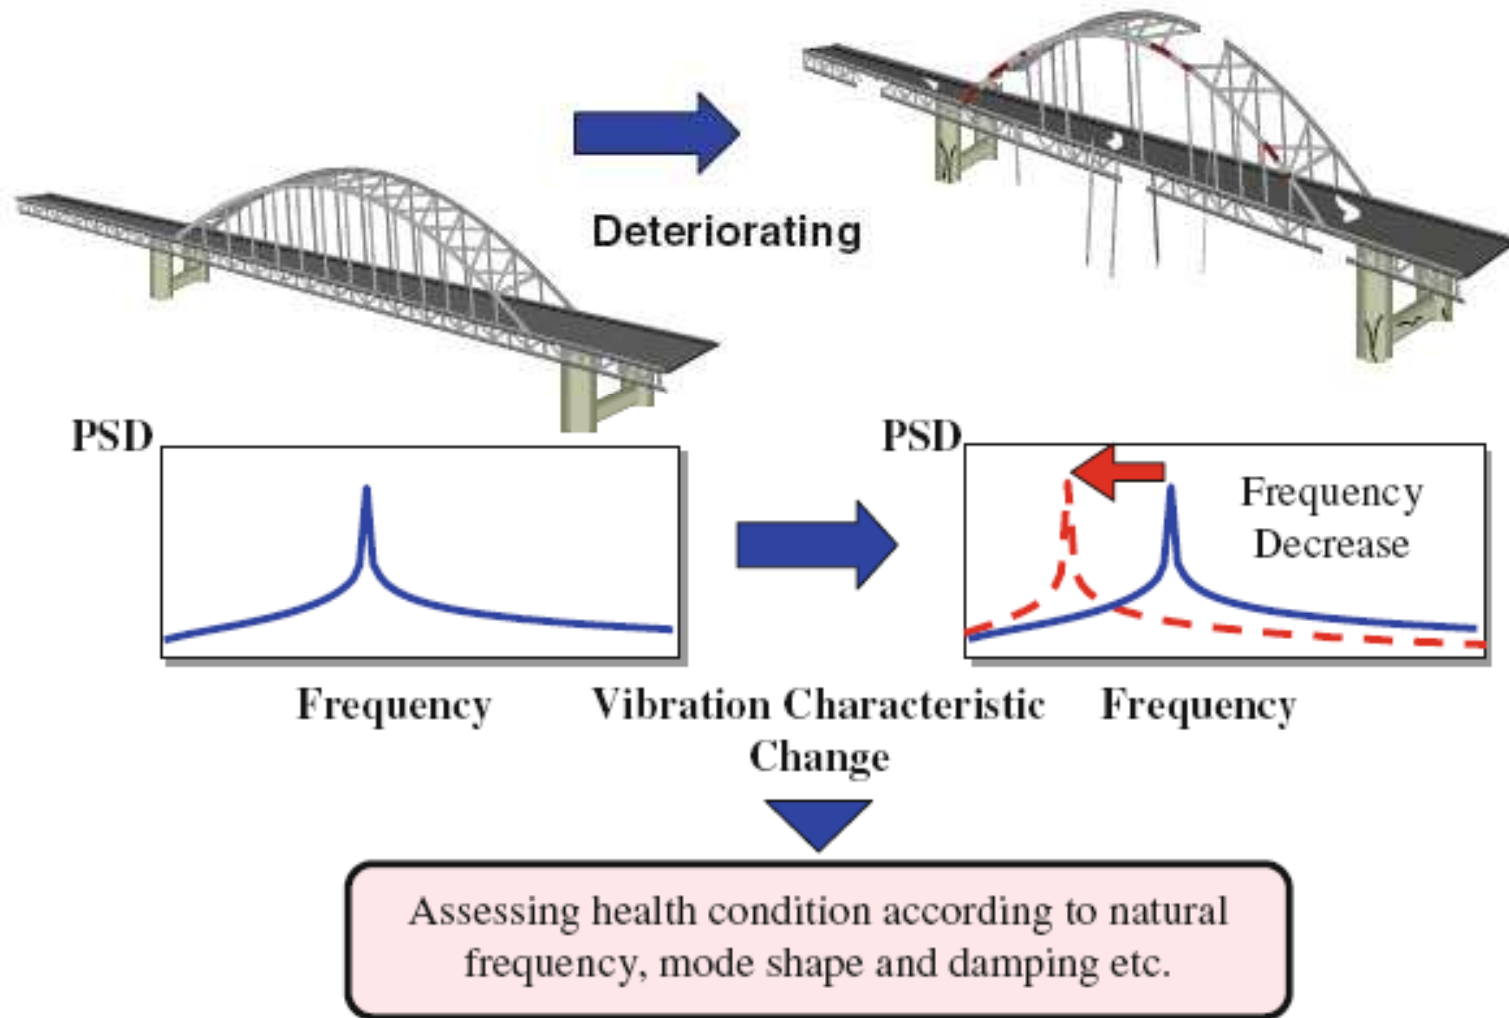 Deteriorating
PSD
PSD
Frequency
Decrease
Frequency
Vibration Characteristic
Change
Frequency
Assessing health condition according to natural
frequency, mode shape and damping etc.